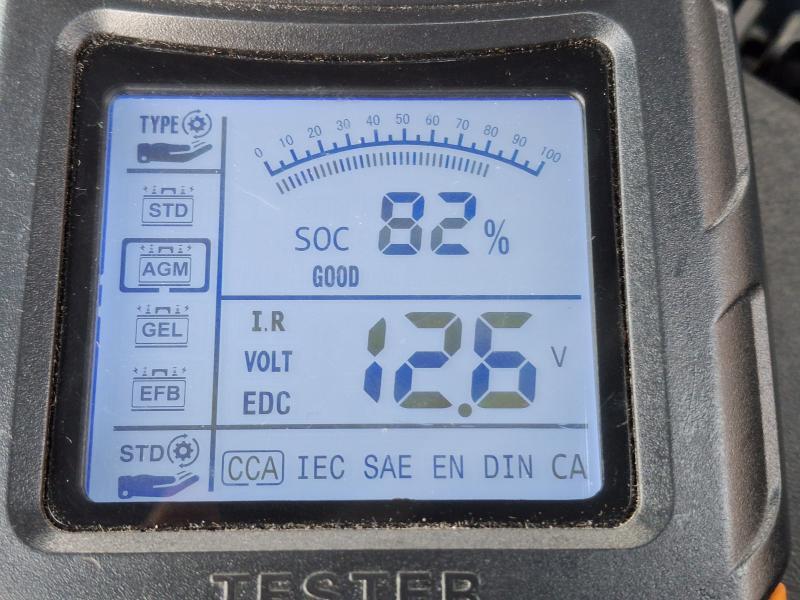 TYPE
0 10 20 30 40 50 60 70 80 90 100
STD
SOC 82 %
AGM
GOOD
GEL
I.R
VOLT 12.6 V
EFB
EDC
STD
CCA IEC SAE EN DIN CA
TESTER